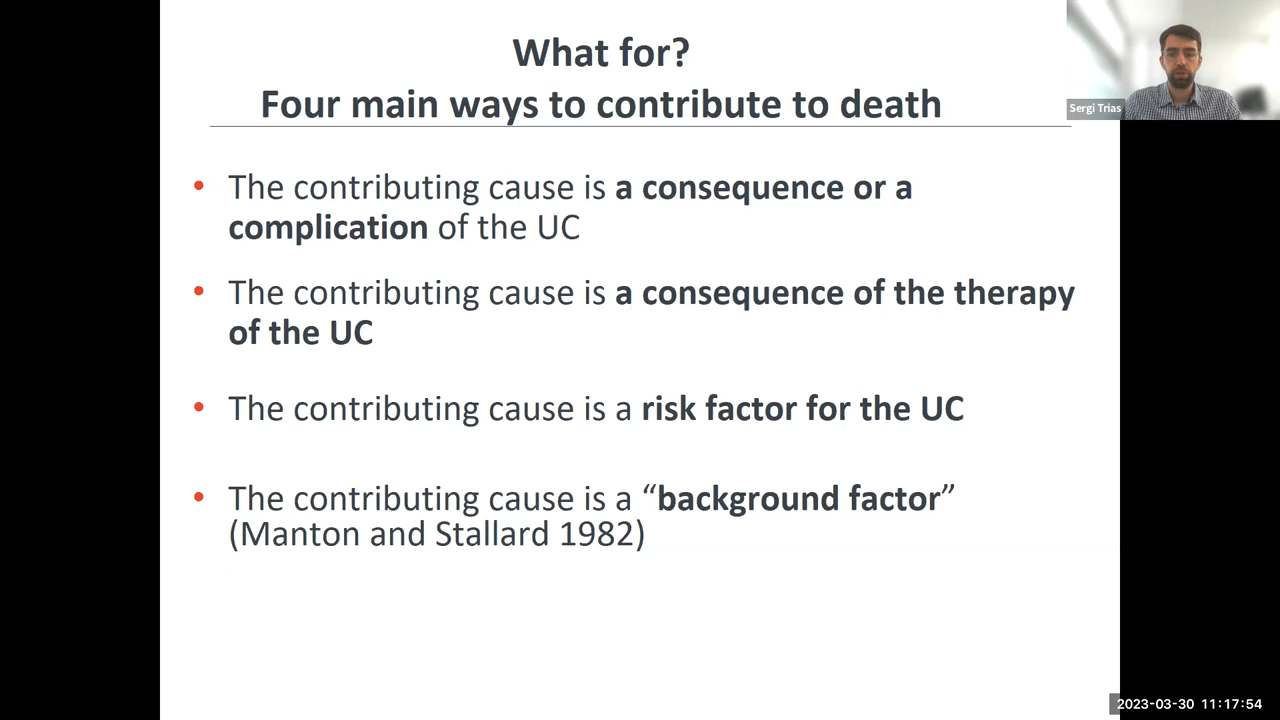 What for?
Four main ways to contribute to death
Sergi Trias
• The contributing cause is a consequence or a
complication of the UC
• The contributing cause is a consequence of the therapy
of the UC
• The contributing cause is a risk factor for the UC
• The contributing cause is a “background factor”
(Manton and Stallard 1982)
2023-03-30 11:17:54